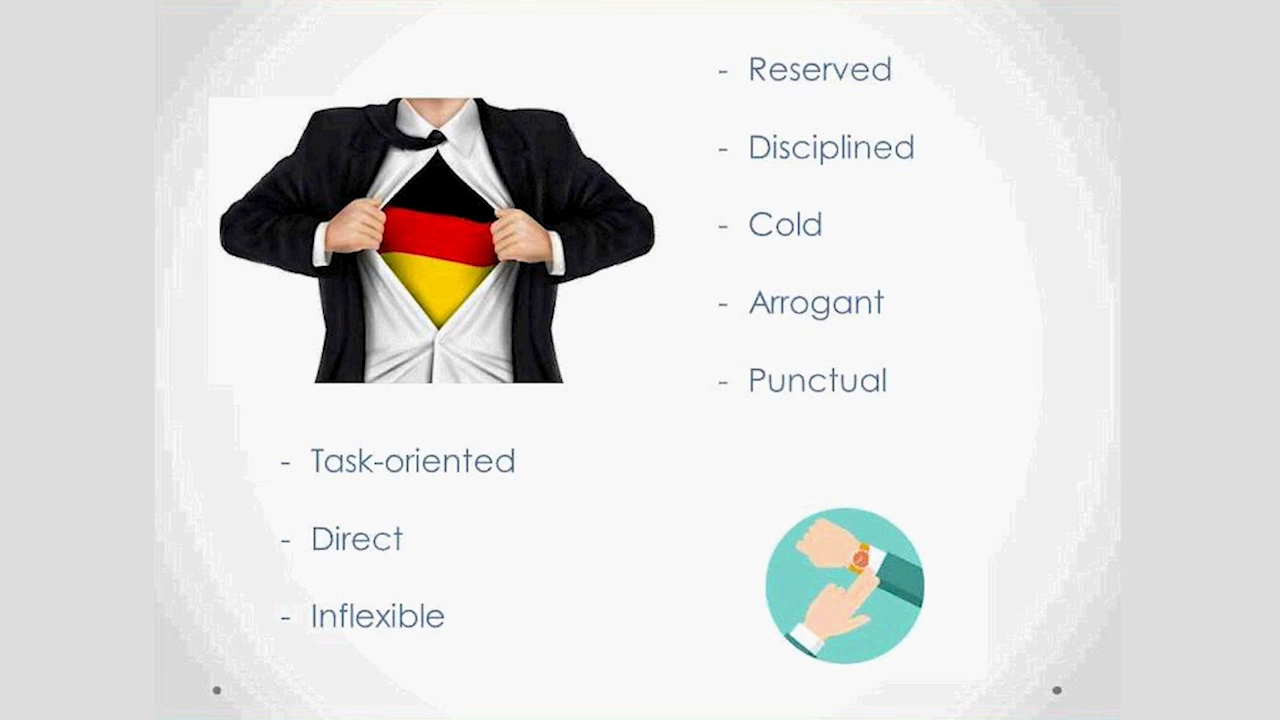 - Reserved
- Disciplined
- Cold
- Arrogant
- Punctual
- Task-oriented
- Direct
- Inflexible